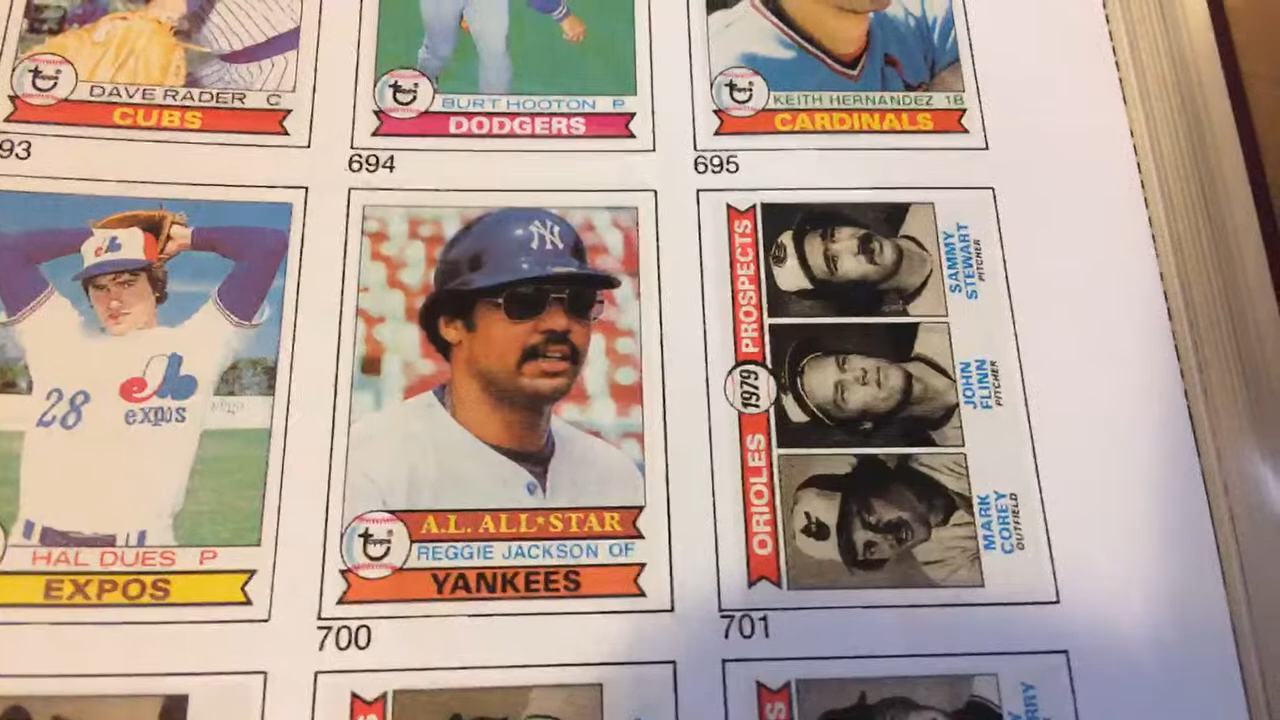 DAVE RADER C
CUBS
93
BURT HOOTON P
DODGERS
694
KEITH HERNANDEZ 1B
CARDINALS
695
28
expos
HAL DUES P
EXPOS
NY
A.L. ALL★STAR
REGGIE JACKSON OF
YANKEES
topps
700
ORIOLES 1979 PROSPECTS
SAMMY
STEWART
PITCHER
JOHN
FLINN
PITCHER
MARK
COREY
OUTFIELD
701
S
S
RRY